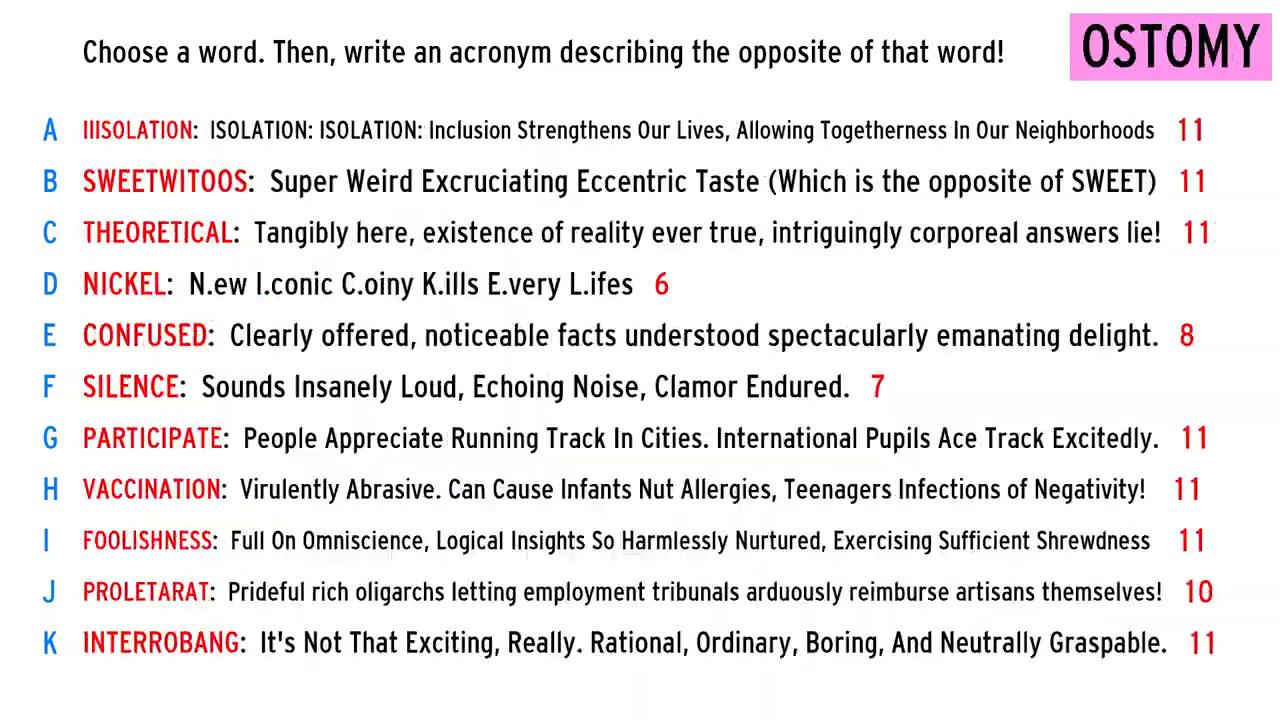 Choose a word. Then, write an acronym describing the opposite of that word!
OSTOMY
A IIISOLATION: ISOLATION: ISOLATION: Inclusion Strengthens Our Lives, Allowing Togetherness In Our Neighborhoods 11
B SWEETWITOOS: Super Weird Excruciating Eccentric Taste (Which is the opposite of SWEET) 11
C THEORETICAL: Tangibly here, existence of reality ever true, intriguingly corporeal answers lie! 11
D NICKEL: N.ew I.conic C.oiny K.ills E.very L.ifes 6
E CONFUSED: Clearly offered, noticeable facts understood spectacularly emanating delight. 8
F SILENCE: Sounds Insanely Loud, Echoing Noise, Clamor Endured. 7
G PARTICIPATE: People Appreciate Running Track In Cities. International Pupils Ace Track Excitedly. 11
H VACCINATION: Virulently Abrasive. Can Cause Infants Nut Allergies, Teenagers Infections of Negativity! 11
I FOOLISHNESS: Full On Omniscience, Logical Insights So Harmlessly Nurtured, Exercising Sufficient Shrewdness 11
J PROLETARAT: Prideful rich oligarchs letting employment tribunals arduously reimburse artisans themselves! 10
K INTERROBANG: It's Not That Exciting, Really. Rational, Ordinary, Boring, And Neutrally Graspable. 11